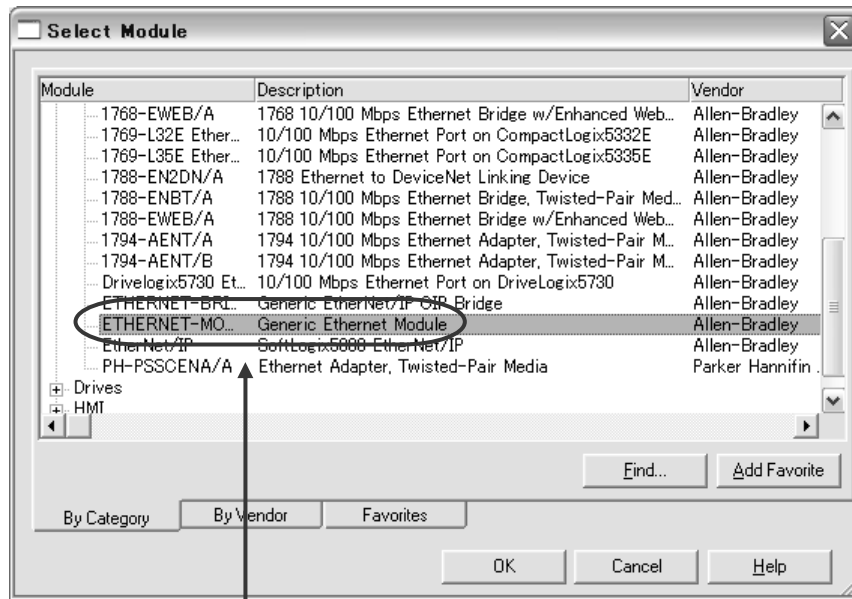 Select Module
Module Description Vendor
1768-EWEB/A 1768 10/100 Mbps Ethernet Bridge w/Enhanced Web... Allen-Bradley
1769-L32E Ether... 10/100 Mbps Ethernet Port on CompactLogix5332E Allen-Bradley
1769-L35E Ether... 10/100 Mbps Ethernet Port on CompactLogix5335E Allen-Bradley
1788-EN2DN/A 1788 Ethernet to DeviceNet Linking Device Allen-Bradley
1788-ENBT/A 1788 10/100 Mbps Ethernet Bridge, Twisted-Pair Med... Allen-Bradley
1788-EWEB/A 1788 10/100 Mbps Ethernet Bridge w/Enhanced Web... Allen-Bradley
1794-AENT/A 1794 10/100 Mbps Ethernet Adapter, Twisted-Pair M... Allen-Bradley
1794-AENT/B 1794 10/100 Mbps Ethernet Adapter, Twisted-Pair M... Allen-Bradley
Drivelogix5730 Et... 10/100 Mbps Ethernet Port on DriveLogix5730 Allen-Bradley
ETHERNET-BRI... Generic EtherNet/IP CIP Bridge Allen-Bradley
ETHERNET-MO... Generic Ethernet Module Allen-Bradley
EtherNet/IP SoftLogix5800 EtherNet/IP Allen-Bradley
PH-PSSCENA/A Ethernet Adapter, Twisted-Pair Media Parker Hannifin .
Drives
HMI
Find... Add Favorite
By Category By Vendor Favorites
OK Cancel Help